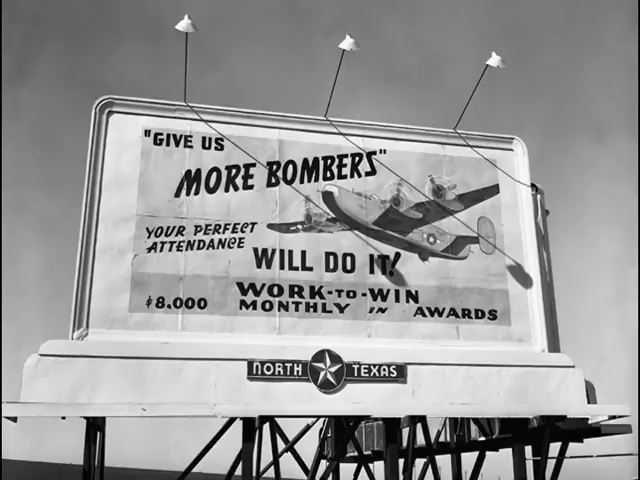 "GIVE US
MORE BOMBERS"
YOUR PERFECT
ATTENDANCE
WILL DO IT!
WORK-TO-WIN
$8,000 MONTHLY IN AWARDS
NORTH TEXAS